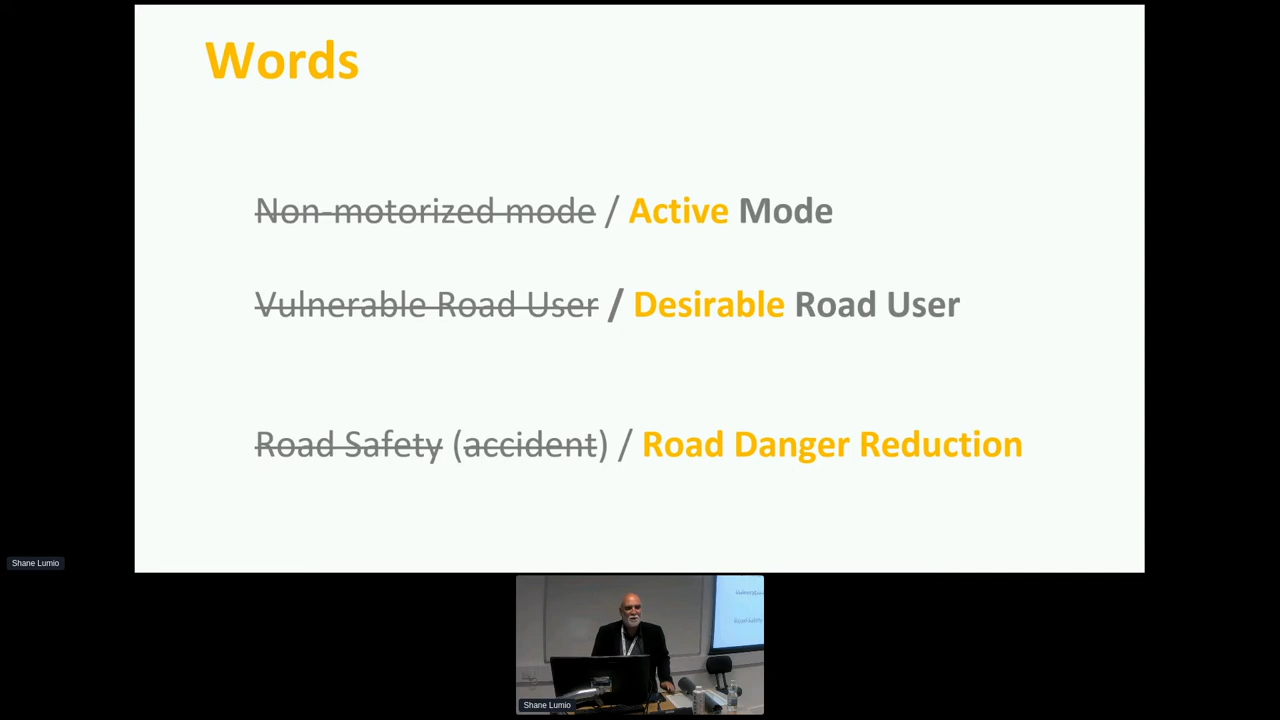 Words
Non-motorized mode / Active Mode
Vulnerable Road User / Desirable Road User
Road Safety (accident) / Road Danger Reduction
Shane Lumio
Shane Lumio